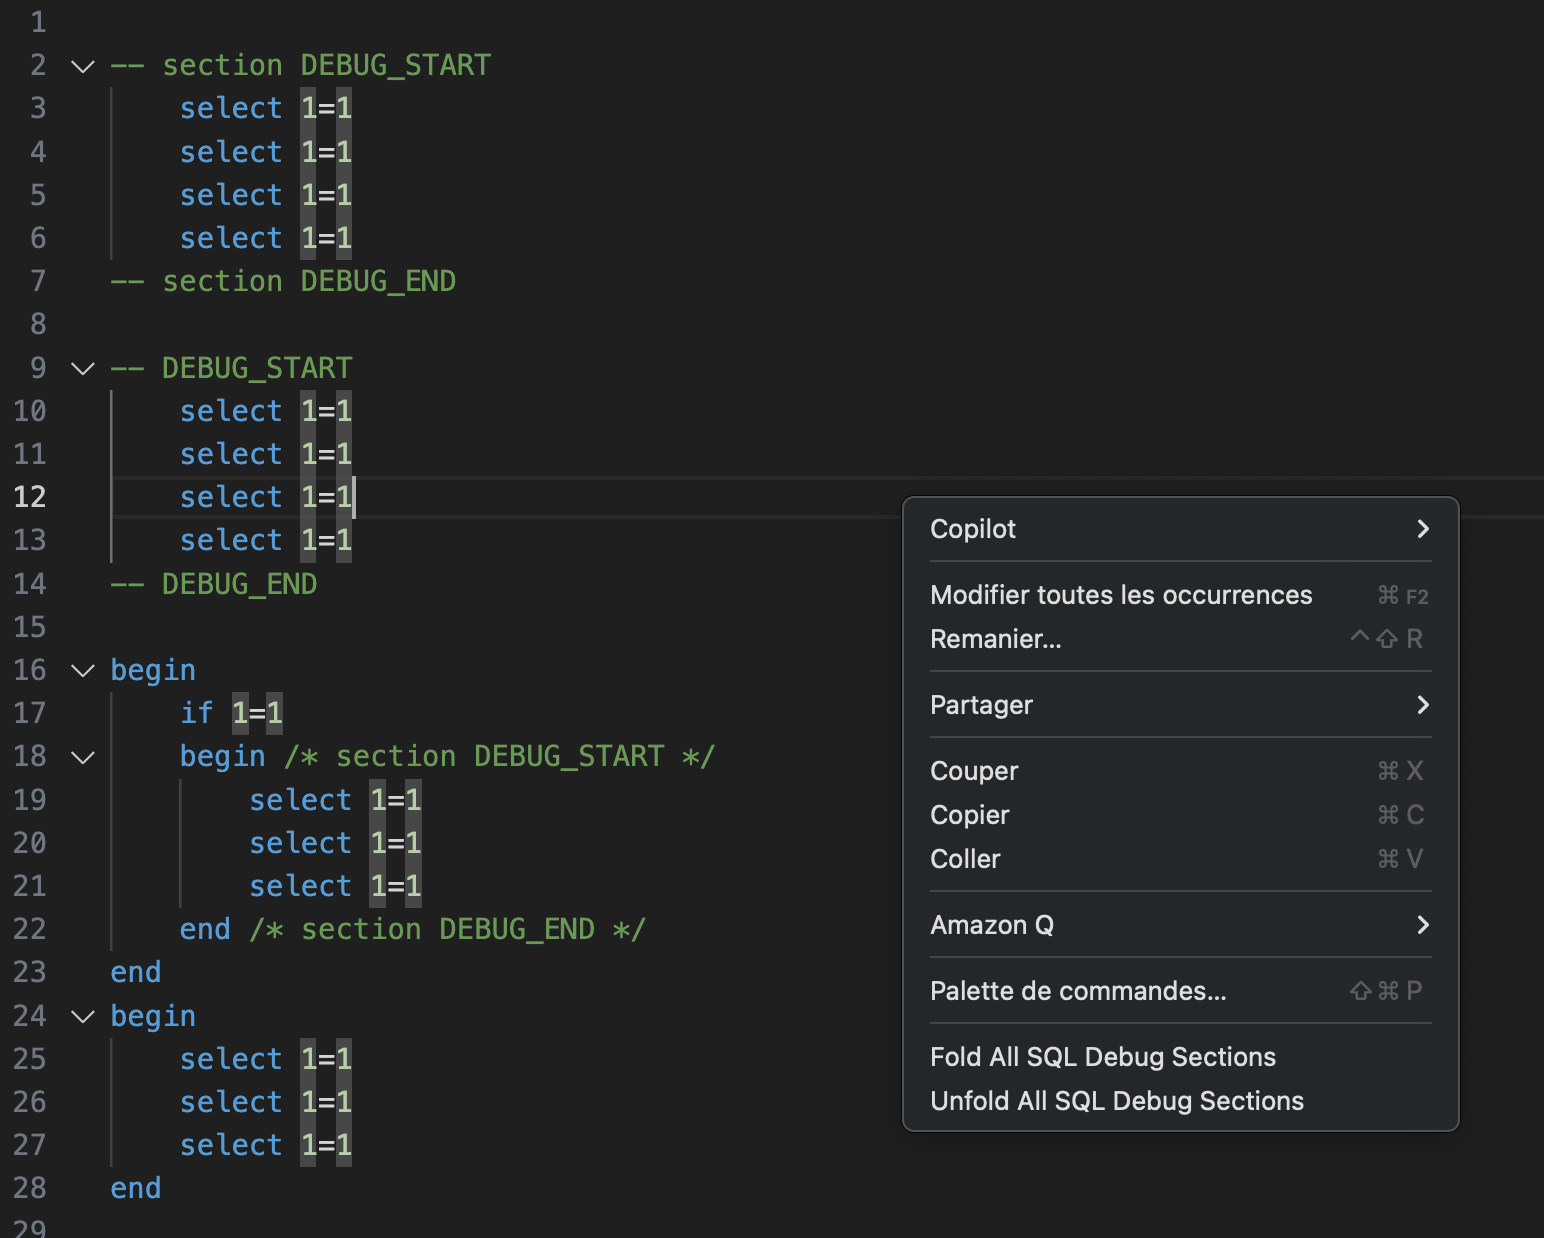 1
2 -- section DEBUG_START
3 select 1=1
4 select 1=1
5 select 1=1
6 select 1=1
7 -- section DEBUG_END
8
9 -- DEBUG_START
10 select 1=1
11 select 1=1
12 select 1=1
13 select 1=1
14 -- DEBUG_END
15
16 begin
17 if 1=1
18 begin /* section DEBUG_START */
19 select 1=1
20 select 1=1
21 select 1=1
22 end /* section DEBUG_END */
23 end
24 begin
25 select 1=1
26 select 1=1
27 select 1=1
28 end
29
Copilot
Modifier toutes les occurrences ⌘ F2
Remanier... ^ ⇧ R
Partager
Couper ⌘ X
Copier ⌘ C
Coller ⌘ V
Amazon Q
Palette de commandes... ⇧ ⌘ P
Fold All SQL Debug Sections
Unfold All SQL Debug Sections